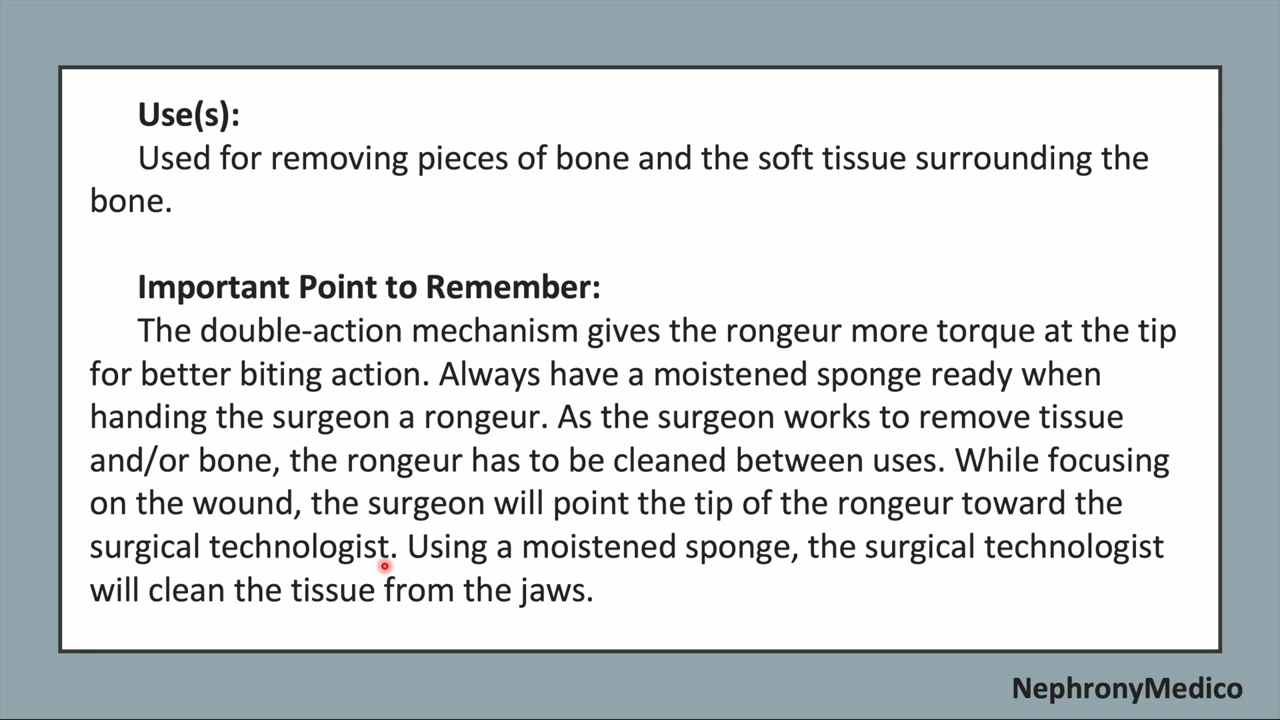 Use(s):
Used for removing pieces of bone and the soft tissue surrounding the
bone.
Important Point to Remember:
The double-action mechanism gives the rongeur more torque at the tip
for better biting action. Always have a moistened sponge ready when
handing the surgeon a rongeur. As the surgeon works to remove tissue
and/or bone, the rongeur has to be cleaned between uses. While focusing
on the wound, the surgeon will point the tip of the rongeur toward the
surgical technologist. Using a moistened sponge, the surgical technologist
will clean the tissue from the jaws.
NephronyMedico